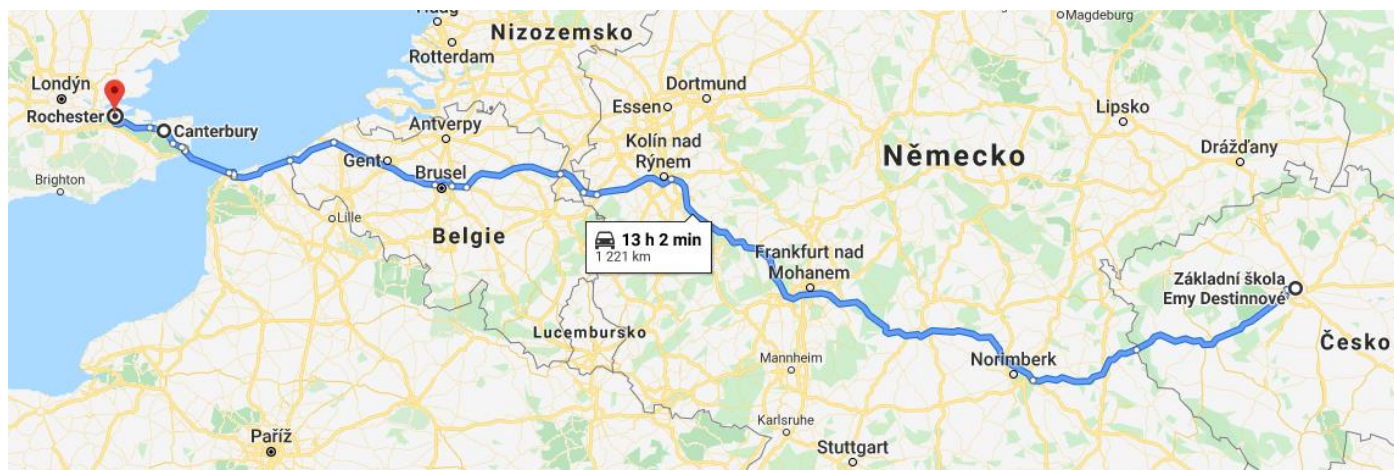 Haag
Magdeburg
Nizozemsko
Rotterdam
Londýn
Dortmund
Essen
Lipsko
Rochester
Canterbury
Antverpy
Kolín nad
Rýnem
Německo
Drážďany
Gent
Brusel
Brighton
Lille
Belgie
13 h 2 min
1 221 km
Frankfurt nad
Mohanem
Základní škola
Emy Destinnové
Lucembursko
Česko
Mannheim
Norimberk
Karlsruhe
Paříž
Stuttgart